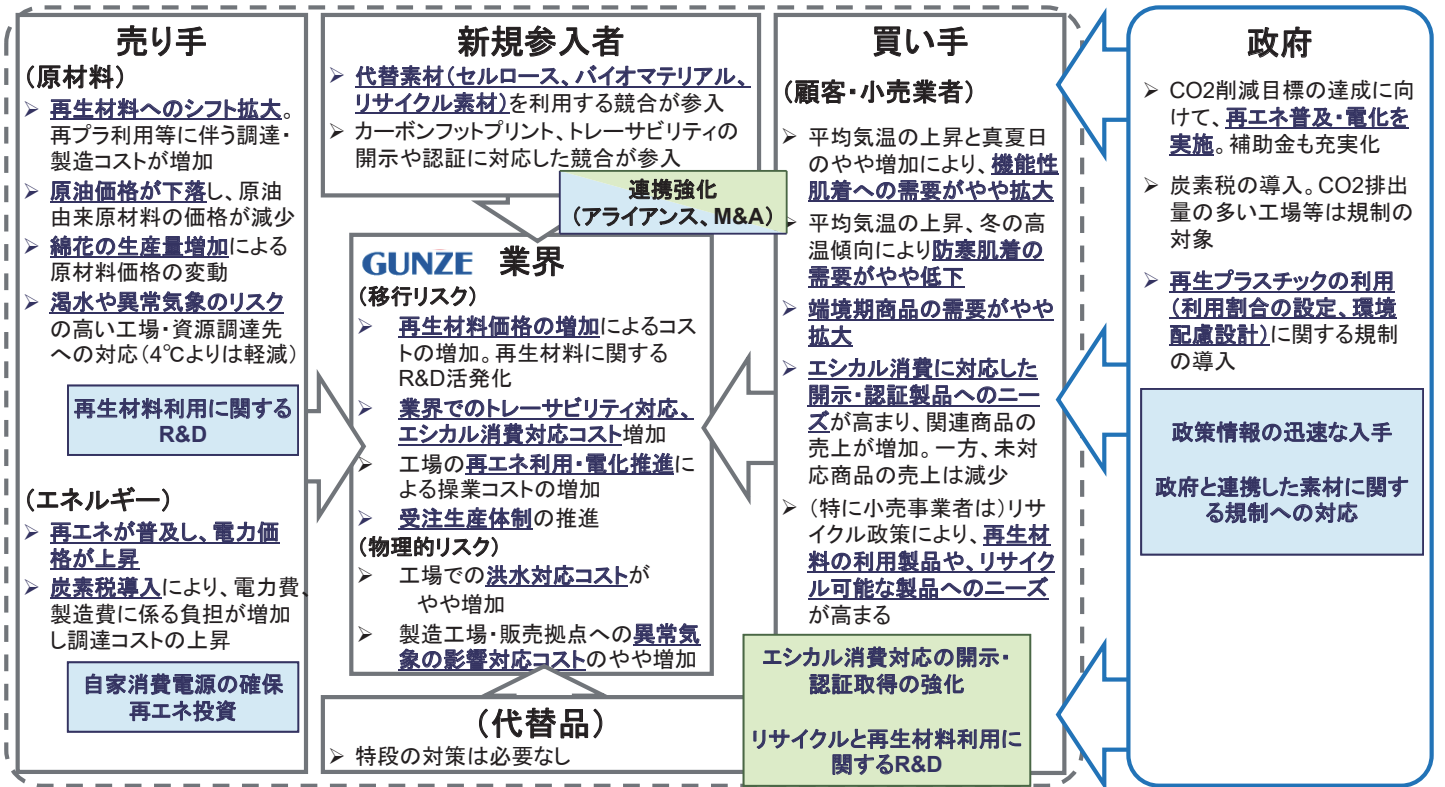 売り手
(原材料)
➢ 再生材料へのシフト拡大。
再プラ利用等に伴う調達・
製造コストが増加
➢ 原油価格が下落し、原油
由来原材料の価格が減少
➢ 綿花の生産量増加による
原材料価格の変動
➢ 渇水や異常気象のリスク
の高い工場・資源調達先
への対応(4℃よりは軽減)
再生材料利用に関する
R&D
(エネルギー)
➢ 再エネが普及し、電力価
格が上昇
➢ 炭素税導入により、電力費、
製造費に係る負担が増加
し調達コストの上昇
自家消費電源の確保
再エネ投資
新規参入者
➢ 代替素材(セルロース、バイオマテリアル、
リサイクル素材)を利用する競合が参入
➢ カーボンフットプリント、トレーサビリティの
開示や認証に対応した競合が参入
連携強化
(アライアンス、M&A)
GUNZE 業界
(移行リスク)
➢ 再生材料価格の増加によるコス
トの増加。再生材料に関する
R&D活発化
➢ 業界でのトレーサビリティ対応、
エシカル消費対応コスト増加
➢ 工場の再エネ利用・電化推進に
よる操業コストの増加
➢ 受注生産体制の推進
(物理的リスク)
➢ 工場での洪水対応コストが
やや増加
➢ 製造工場・販売拠点への異常気
象の影響対応コストのやや増加
(代替品)
➢ 特段の対策は必要なし
買い手
(顧客・小売業者)
➢ 平均気温の上昇と真夏日
のやや増加により、機能性
肌着への需要がやや拡大
➢ 平均気温の上昇、冬の高
温傾向により防寒肌着の
需要がやや低下
➢ 端境期商品の需要がやや
拡大
➢ エシカル消費に対応した
開示・認証製品へのニー
ズが高まり、関連商品の
売上が増加。一方、未対
応商品の売上は減少
➢ (特に小売事業者は)リサ
イクル政策により、再生材
料の利用製品や、リサイク
ル可能な製品へのニーズ
が高まる
エシカル消費対応の開示・
認証取得の強化
リサイクルと再生材料利用に
関するR&D
政府
➢ CO2削減目標の達成に向
けて、再エネ普及・電化を
実施。補助金も充実化
➢ 炭素税の導入。CO2排出
量の多い工場等は規制の
対象
➢ 再生プラスチックの利用
(利用割合の設定、環境
配慮設計)に関する規制
の導入
政策情報の迅速な入手
政府と連携した素材に関す
る規制への対応